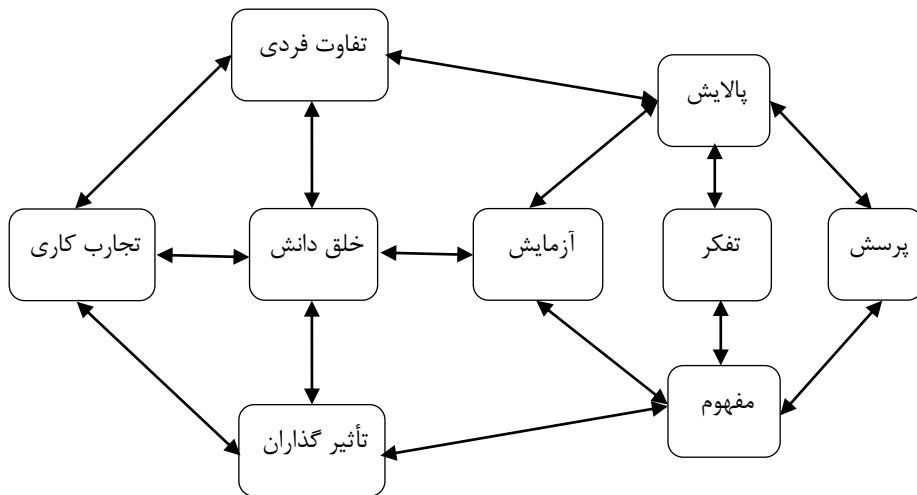 تفاوت فردی
پالایش
پرسش
تفکر
آزمایش
خلق دانش
تجارب کاری
مفهوم
تأثیر گذاران